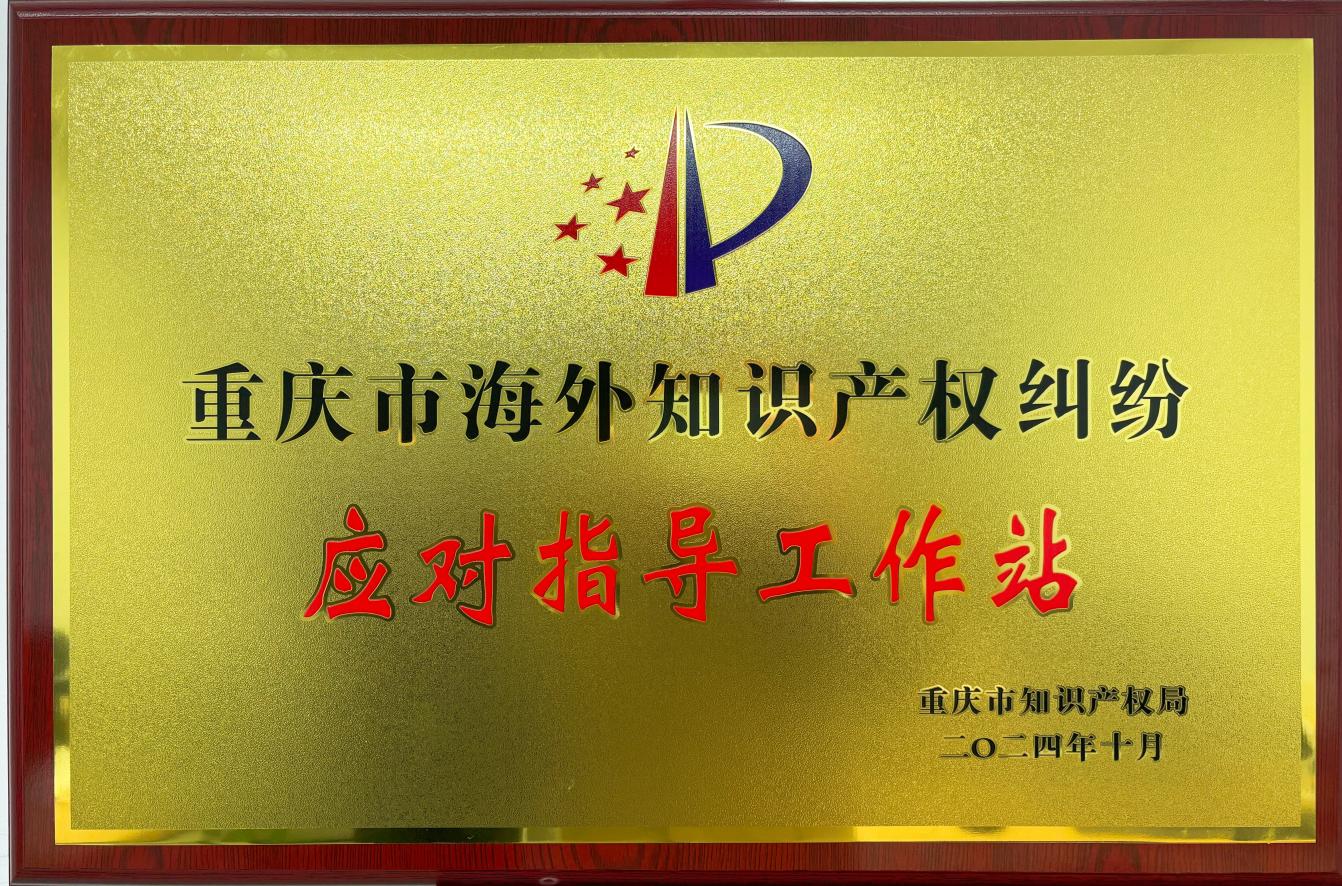 重庆市海外知识产权纠纷
应对指导工作站
重庆市知识产权局
二〇二四年十月